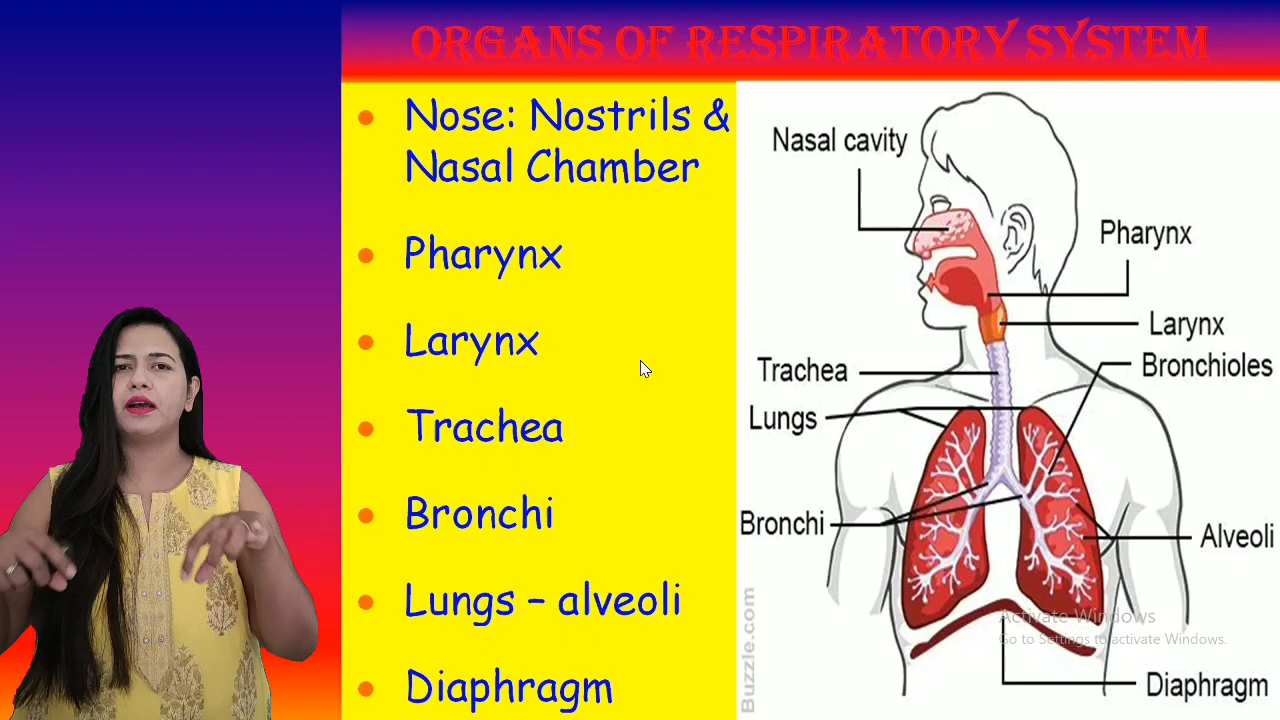 ORGANS OF RESPIRATORY SYSTEM
• Nose: Nostrils &
Nasal Chamber
• Pharynx
• Larynx
• Trachea
• Bronchi
• Lungs – alveoli
• Diaphragm
Nasal cavity
Pharynx
Larynx
Bronchioles
Trachea
Lungs
Bronchi
Alveoli
Diaphragm
Buzzle.com
Activate Windows
Go to Settings to activate Windows.